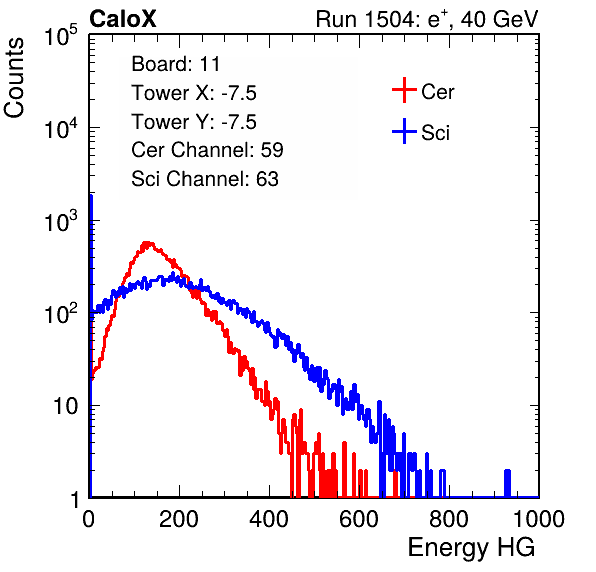 CaloX Run 1504: e⁺, 40 GeV
Counts
Board: 11
Tower X: -7.5
Tower Y: -7.5
Cer Channel: 59
Sci Channel: 63
Cer
Sci
10⁵
10⁴
10³
10²
10
1
0 200 400 600 800 1000
Energy HG